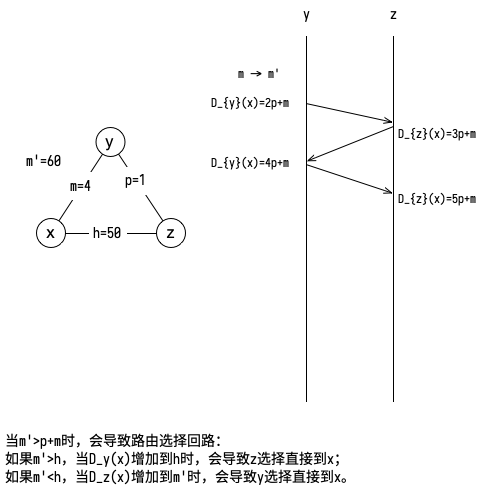 y
z
m → m'
D_{y}(x)=2p+m
D_{z}(x)=3p+m
D_{y}(x)=4p+m
D_{z}(x)=5p+m
y
m'=60
m=4
p=1
x
h=50
z
当m'>p+m时，会导致路由选择回路：
如果m'>h，当D_y(x)增加到h时，会导致z选择直接到x；
如果m'<h，当D_z(x)增加到m'时，会导致y选择直接到x。